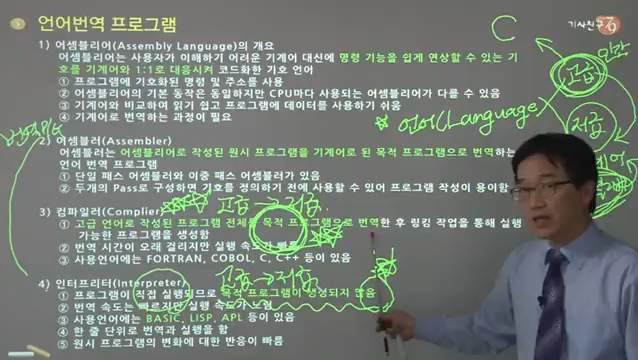 언어번역 프로그램
기사친구
1) 어셈블리어(Assembly Language)의 개요
어셈블리어는 사용자가 이해하기 어려운 기계어 대신에 명령 기능을 쉽게 연상할 수 있는 기
호를 기계어와 1:1로 대응시켜 코드화한 기호 언어
① 프로그램에 기호화된 명령 및 주소를 사용
② 어셈블리어의 기본 동작은 동일하지만 CPU마다 사용되는 어셈블리어가 다를 수 있음
③ 기계어와 비교하여 읽기 쉽고 프로그램에 데이터를 사용하기 쉬움
④ 기계어로 번역하는 과정이 필요
2) 어셈블러(Assembler)
어셈블러는 어셈블리어로 작성된 원시 프로그램을 기계어로 된 목적 프로그램으로 번역하는
언어 번역 프로그램
① 단일 패스 어셈블러와 이중 패스 어셈블러가 있음
② 두개의 Pass로 구성하면 기호를 정의하기 전에 사용할 수 있어 프로그램 작성이 용이함
3) 컴파일러(Complier)
① 고급 언어로 작성된 프로그램 전체를 목적 프로그램으로 번역한 후 링킹 작업을 통해 실행
가능한 프로그램을 생성함
② 번역 시간이 오래 걸리지만 실행 속도가 빠름
③ 사용언어에는 FORTRAN, COBOL, C, C++ 등이 있음
4) 인터프리터(Interpreter)
① 프로그램이 직접 실행되므로 목적 프로그램이 생성되지 않음
② 번역 속도는 빠르지만 실행 속도가 느림
③ 사용언어에는 BASIC, LISP, APL 등이 있음
④ 한 줄 단위로 번역과 실행을 함
⑤ 원시 프로그램의 변화에 대한 반응이 빠름
C
인간
고급
언어(Language)
저급
고급 → 저급
고급 → 저급